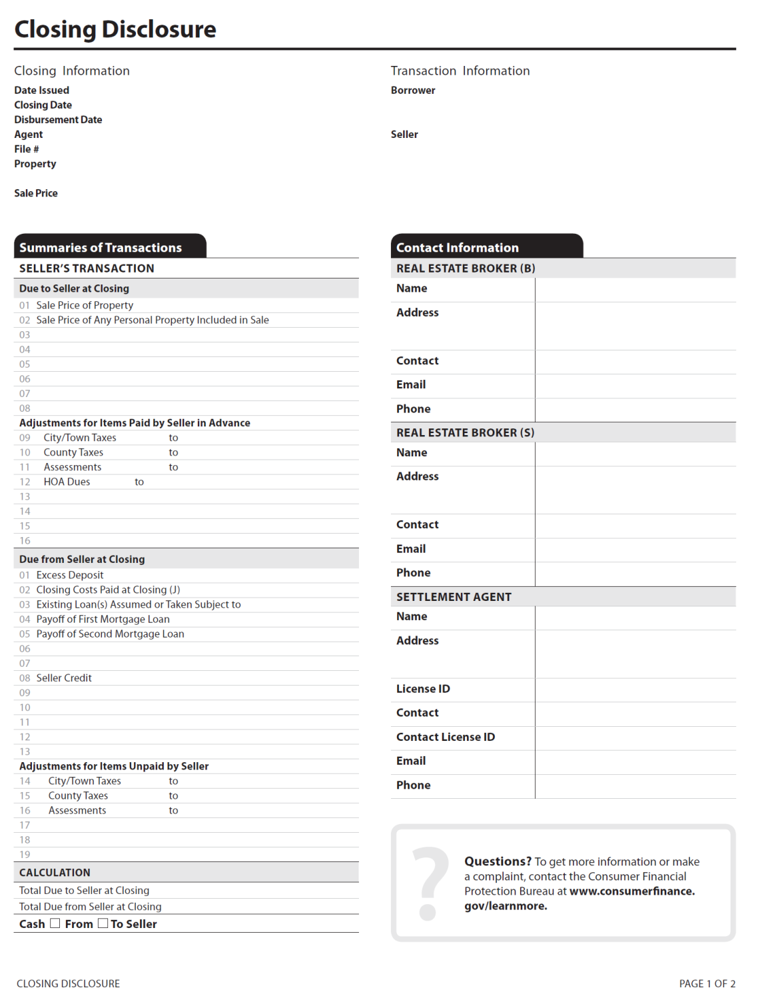 Closing Disclosure
Closing Information
Date Issued
Closing Date
Disbursement Date
Agent
File #
Property
Sale Price
Transaction Information
Borrower
Seller
Summaries of Transactions
SELLER'S TRANSACTION
Due to Seller at Closing
01 Sale Price of Property
02 Sale Price of Any Personal Property Included in Sale
03
04
05
06
07
08
Adjustments for Items Paid by Seller in Advance
09 City/Town Taxes to
10 County Taxes to
11 Assessments to
12 HOA Dues to
13
14
15
16
Due from Seller at Closing
01 Excess Deposit
02 Closing Costs Paid at Closing (J)
03 Existing Loan(s) Assumed or Taken Subject to
04 Payoff of First Mortgage Loan
05 Payoff of Second Mortgage Loan
06
07
08 Seller Credit
09
10
11
12
13
Adjustments for Items Unpaid by Seller
14 City/Town Taxes to
15 County Taxes to
16 Assessments to
17
18
19
CALCULATION
Total Due to Seller at Closing
Total Due from Seller at Closing
Cash ☐ From ☐ To Seller
Contact Information
REAL ESTATE BROKER (B)
Name
Address
Contact
Email
Phone
REAL ESTATE BROKER (S)
Name
Address
Contact
Email
Phone
SETTLEMENT AGENT
Name
Address
License ID
Contact
Contact License ID
Email
Phone
?
Questions? To get more information or make
a complaint, contact the Consumer Financial
Protection Bureau at www.consumerfinance.
gov/learnmore.
CLOSING DISCLOSURE
PAGE 1 OF 2